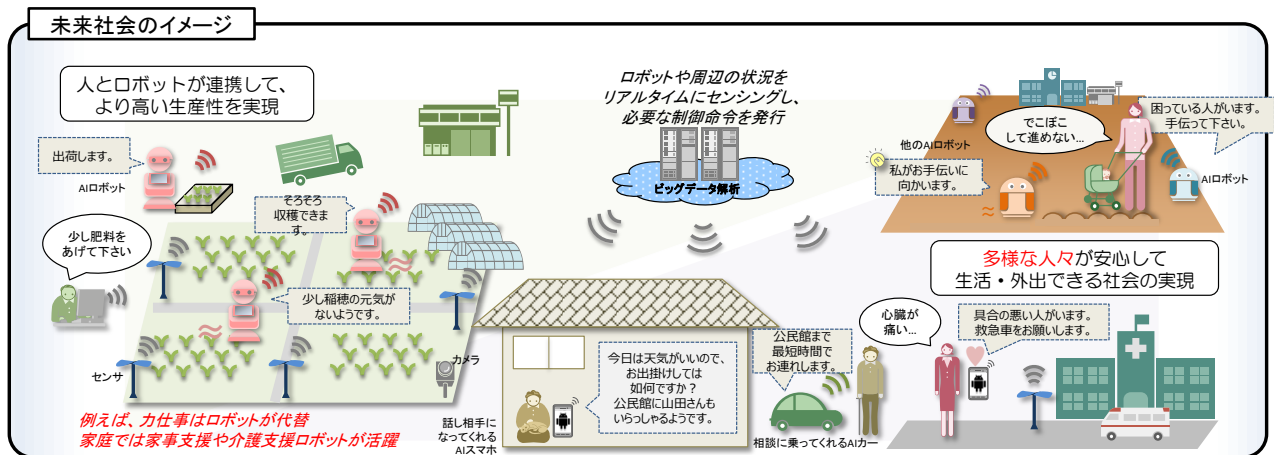 未来社会のイメージ
人とロボットが連携して、
より高い生産性を実現
出荷します。
AIロボット
そろそろ
収穫できま
す。
少し肥料を
あげて下さい
少し稲穂の元気が
ないようです。
センサ
カメラ
例えば、力仕事はロボットが代替
家庭では家事支援や介護支援ロボットが活躍
ロボットや周辺の状況を
リアルタイムにセンシングし、
必要な制御命令を発行
ビッグデータ解析
今日は天気がいいので、
お出掛けしては
如何ですか？
公民館に山田さんも
いらっしゃるようです。
話し相手に
なってくれる
AIスマホ
公民館まで
最短時間で
お連れします。
相談に乗ってくれるAIカー
他のAIロボット
私がお手伝いに
向かいます。
でこぼこ
して進めない…
困っている人がいます。
手伝って下さい。
AIロボット
多様な人々が安心して
生活・外出できる社会の実現
心臓が
痛い…
具合の悪い人がいます。
救急車をお願いします。